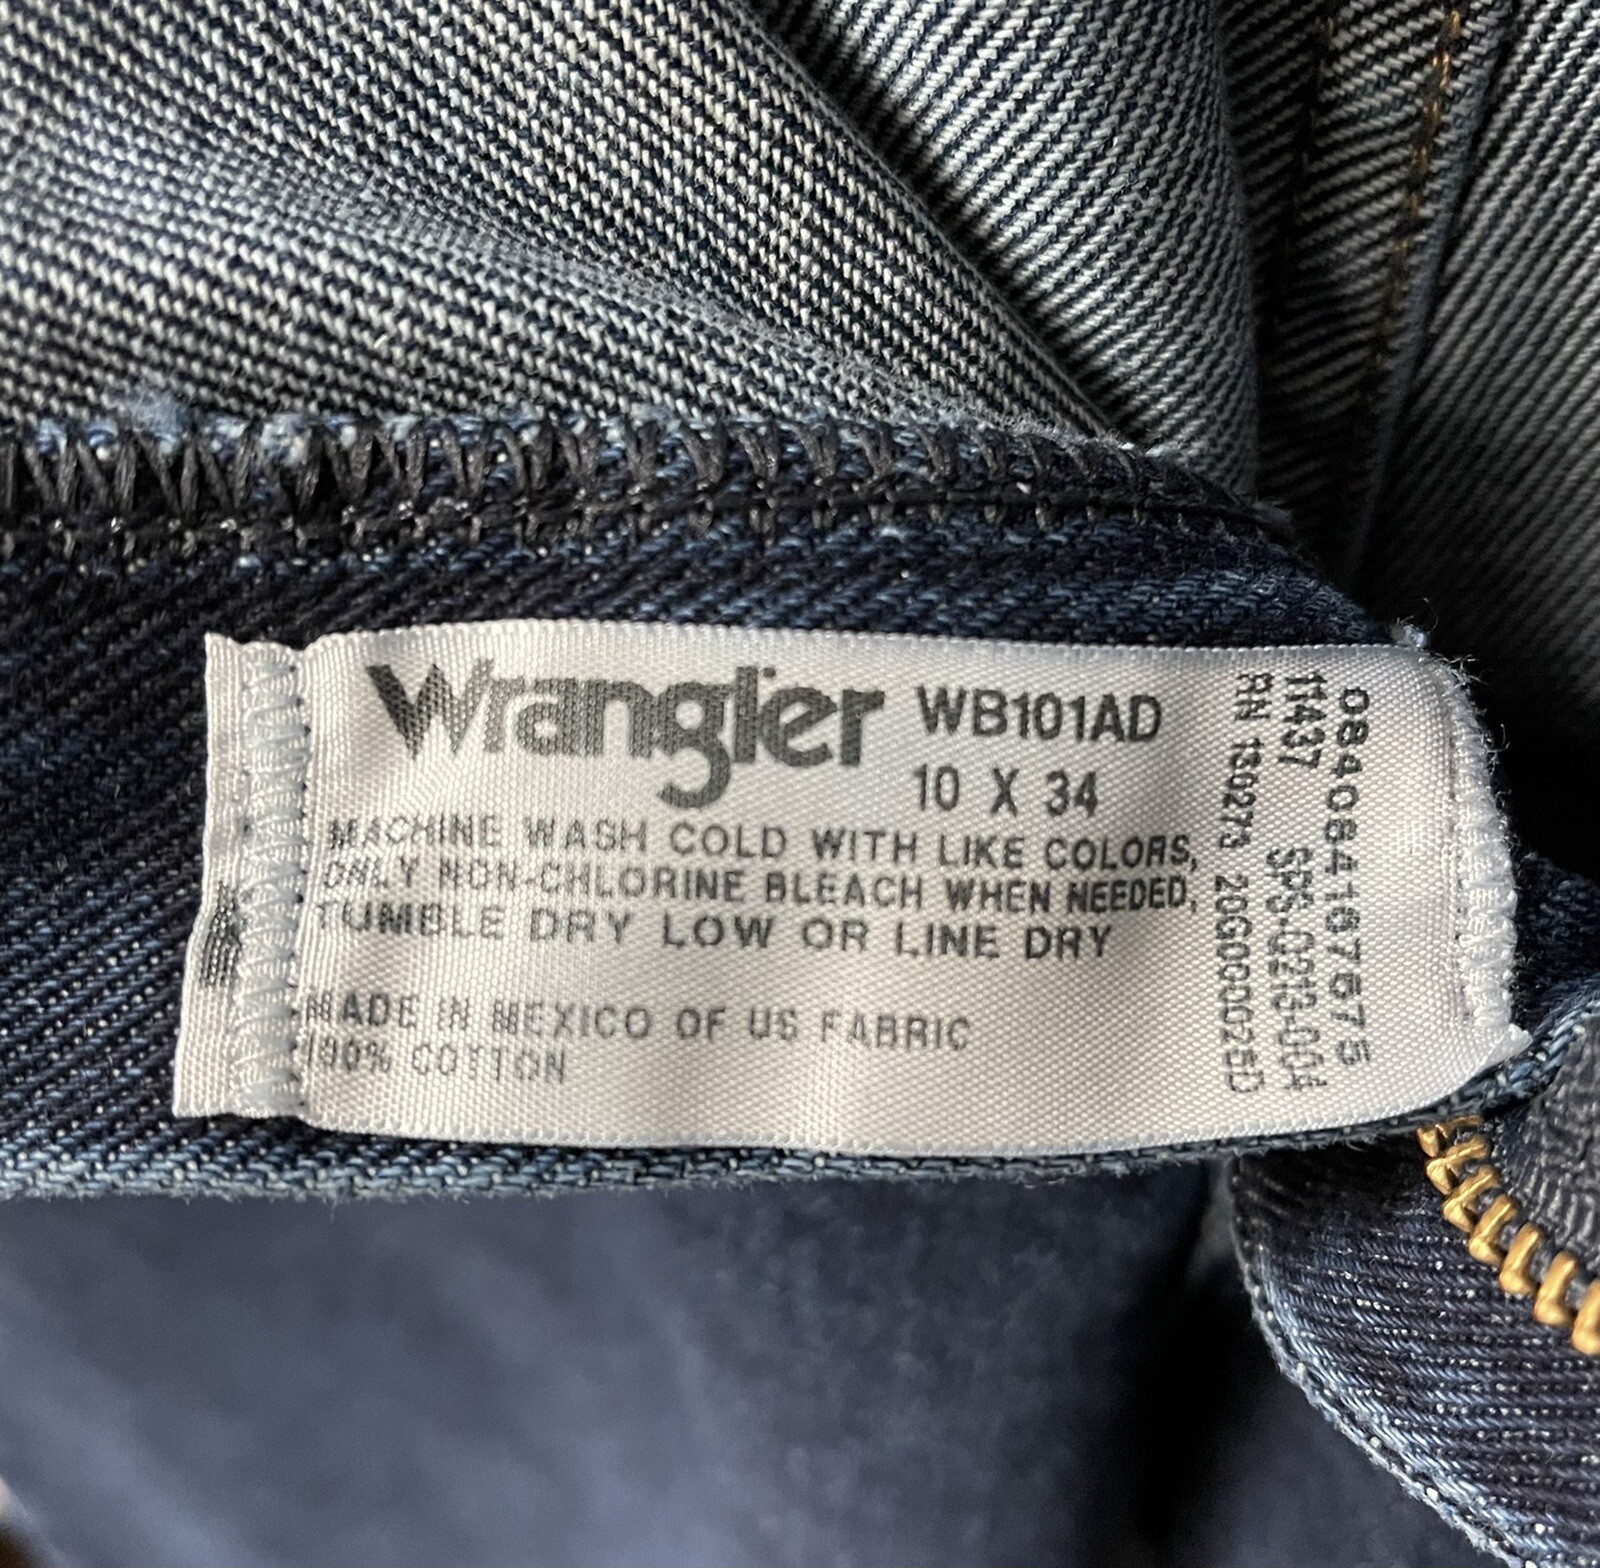 Wrangler WB101AD
10 X 34
MACHINE WASH COLD WITH LIKE COLORS,
ONLY NON-CHLORINE BLEACH WHEN NEEDED,
TUMBLE DRY LOW OR LINE DRY
MADE IN MEXICO OF US FABRIC
100% COTTON
084084167675
11437 SPS-0213-004
RN 130273 20G000025D